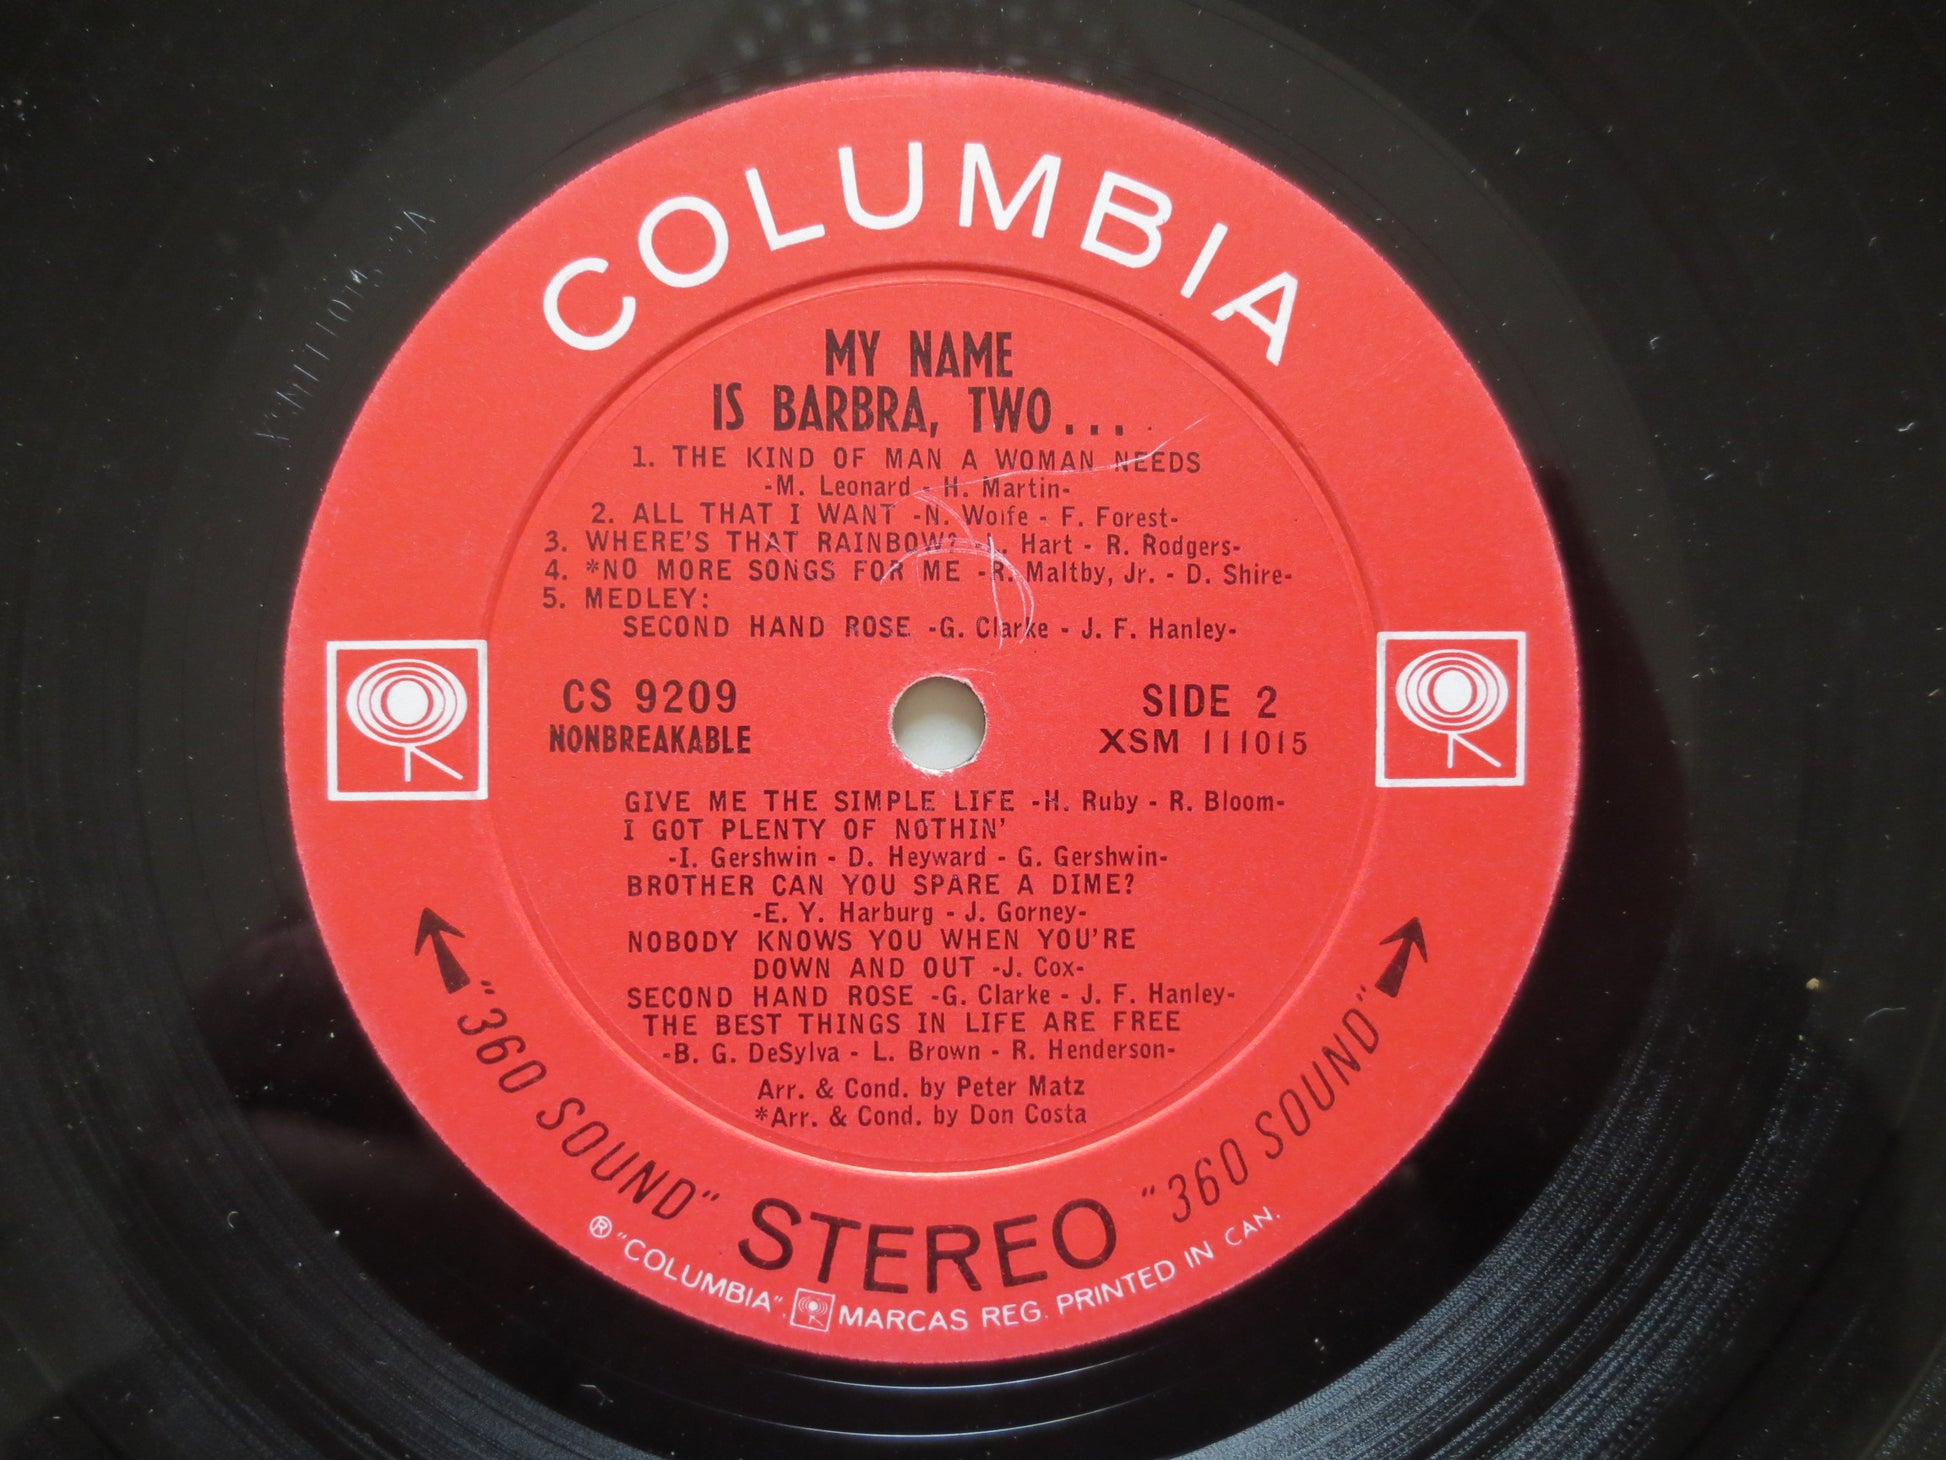 COLUMBIA
MY NAME
IS BARBRA, TWO...
1. THE KIND OF MAN A WOMAN NEEDS
-M. Leonard - H. Martin-
2. ALL THAT I WANT -N. Wolfe - F. Forest-
3. WHERE'S THAT RAINBOW? -L. Hart - R. Rodgers-
4. *NO MORE SONGS FOR ME -R. Maltby, Jr. - D. Shire-
5. MEDLEY:
SECOND HAND ROSE -G. Clarke - J. F. Hanley-
CS 9209
NONBREAKABLE
SIDE 2
XSM 111015
GIVE ME THE SIMPLE LIFE -H. Ruby - R. Bloom-
I GOT PLENTY OF NOTHIN'
-I. Gershwin - D. Heyward - G. Gershwin-
BROTHER CAN YOU SPARE A DIME?
-E. Y. Harburg - J. Gorney-
NOBODY KNOWS YOU WHEN YOU'RE
DOWN AND OUT -J. Cox-
SECOND HAND ROSE -G. Clarke - J. F. Hanley-
THE BEST THINGS IN LIFE ARE FREE
-B. G. DeSylva - L. Brown - R. Henderson-
Arr. & Cond. by Peter Matz
*Arr. & Cond. by Don Costa
"360 SOUND" STEREO "360 SOUND"
® "COLUMBIA", MARCAS REG. PRINTED IN CAN.